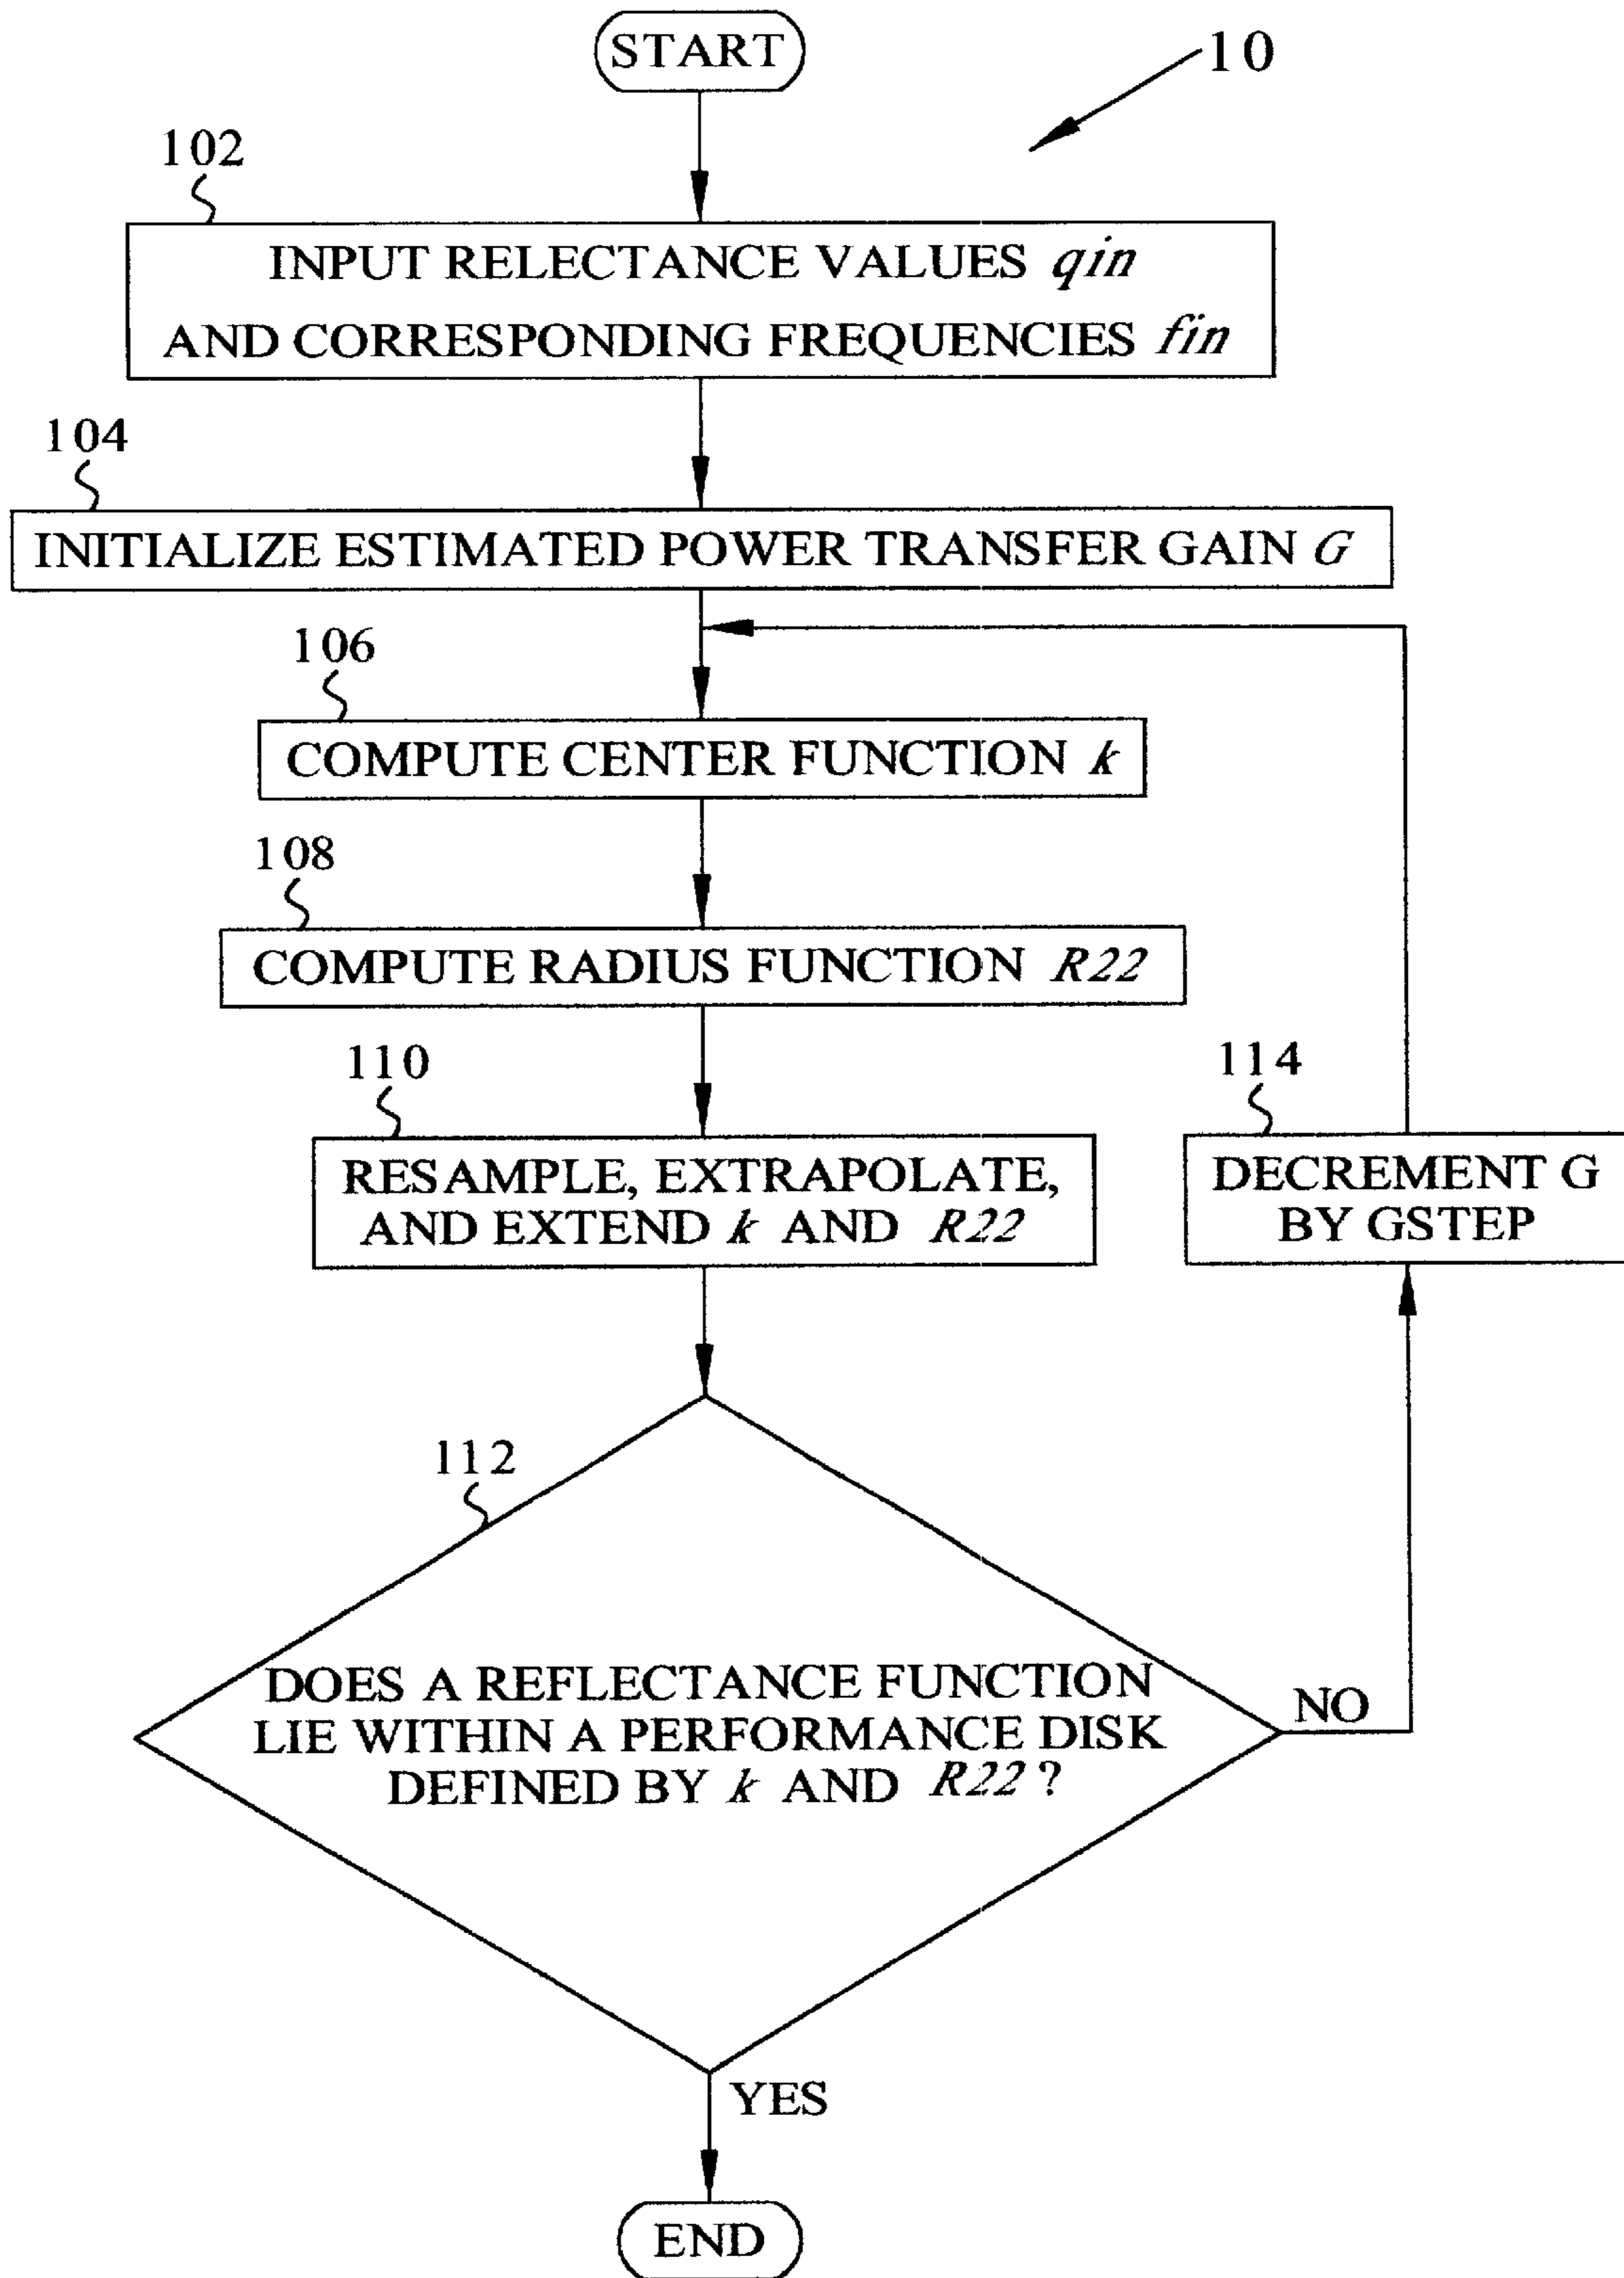 START
10
102
INPUT RELECTANCE VALUES qin
AND CORRESPONDING FREQUENCIES fin
104
INITIALIZE ESTIMATED POWER TRANSFER GAIN G
106
COMPUTE CENTER FUNCTION k
108
COMPUTE RADIUS FUNCTION R22
110
RESAMPLE, EXTRAPOLATE,
AND EXTEND k AND R22
114
DECREMENT G
BY GSTEP
112
DOES A REFLECTANCE FUNCTION
LIE WITHIN A PERFORMANCE DISK
DEFINED BY k AND R22?
NO
YES
END